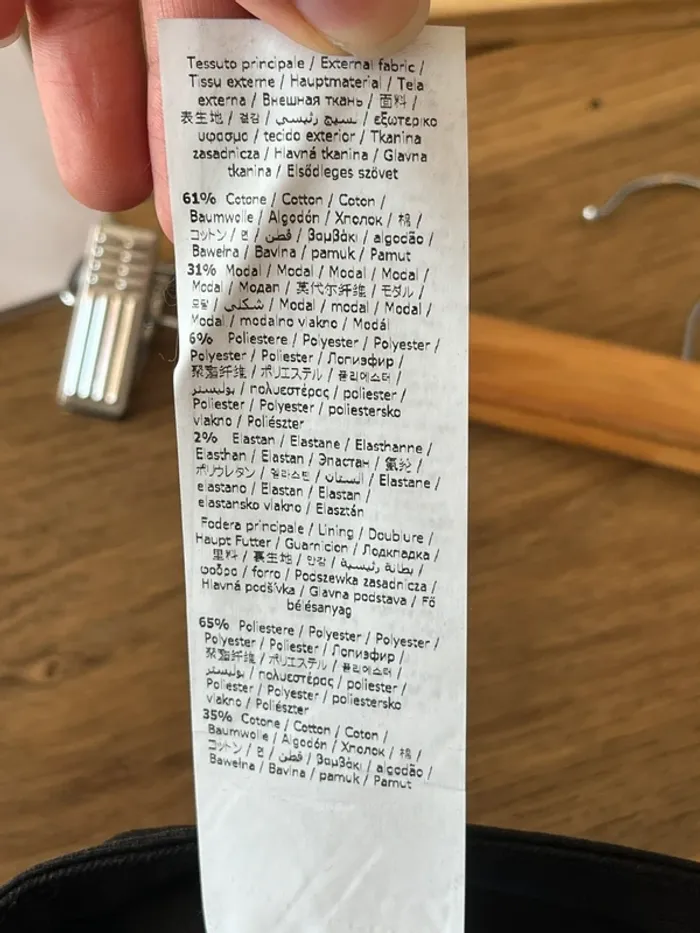 Tessuto principale / External fabric /
Tissu externe / Hauptmaterial / Tela
externa / Внешняя ткань / 面料 /
表生地 / 겉감 / نسيج رئيسي / εξωτερικο
υφασμα / tecido exterior / Tkanina
zasadnicza / Hlavná tkanina / Glavna
tkanina / Elsődleges szövet
61% Cotone / Cotton / Coton /
Baumwolle / Algodón / Хлопок / 棉 /
コットン / 면 / قطن / βαμβάκι / algodão /
Bawełna / Bavlna / pamuk / Pamut
31% Modal / Modal / Modal / Modal /
Modal / Модал / 莫代尔纤维 / モダル /
모달 / شكلي / Modal / modal / Modal /
Modal / modalno vlakno / Modál
6% Poliestere / Polyester / Polyester /
Polyester / Poliester / Лопиэфир /
聚酯纤维 / ポリエステル / 폴리에스터 /
بوليستر / πολυεστέρας / poliester /
Poliester / Polyester / poliestersko
vlakno / Poliészter
2% Elastan / Elastane / Elasthanne /
Elasthan / Elastan / Эластан / 氨纶 /
ポリウレタン / 엘라스틴 / الستان / Elastane /
elastano / Elastan / Elastan /
elastansko vlakno / Elasztán
Fodera principale / Lining / Doublure /
Haupt Futter / Guarnicion / Подкладка /
里料 / 裏生地 / 안감 / بطانة رئيسية /
φοδρα / forro / Podszewka zasadnicza /
Hlavná podšívka / Glavna podstava / Fő
bélésanyag
65% Poliestere / Polyester / Polyester /
Polyester / Poliester / Лопиэфир /
聚酯纤维 / ポリエステル / 폴리에스터 /
بوليستر / πολυεστέρας / poliester /
Poliester / Polyester / poliestersko
vlakno / Poliészter
35% Cotone / Cotton / Coton /
Baumwolle / Algodón / Хлопок / 棉 /
コットン / 면 / قطن / βαμβάκι / algodão /
Bawełna / Bavlna / pamuk / Pamut